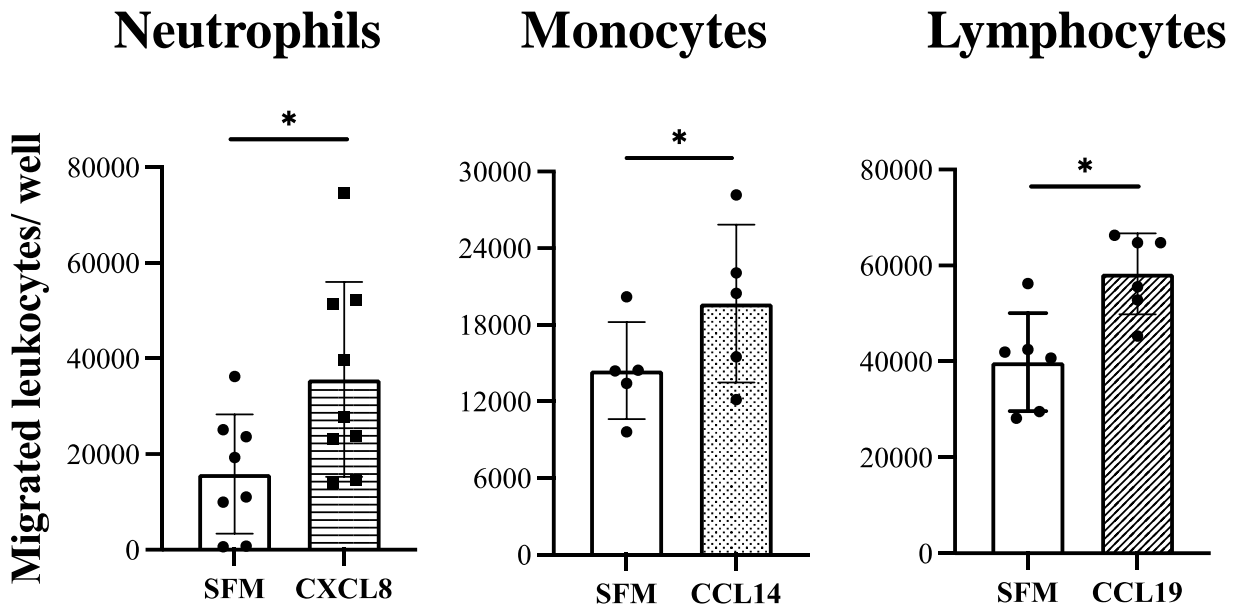 Neutrophils
Monocytes
Lymphocytes
Migrated leukocytes/ well
*
80000
60000
40000
20000
0
SFM CXCL8
*
30000
24000
18000
12000
6000
0
SFM CCL14
*
80000
60000
40000
20000
0
SFM CCL19